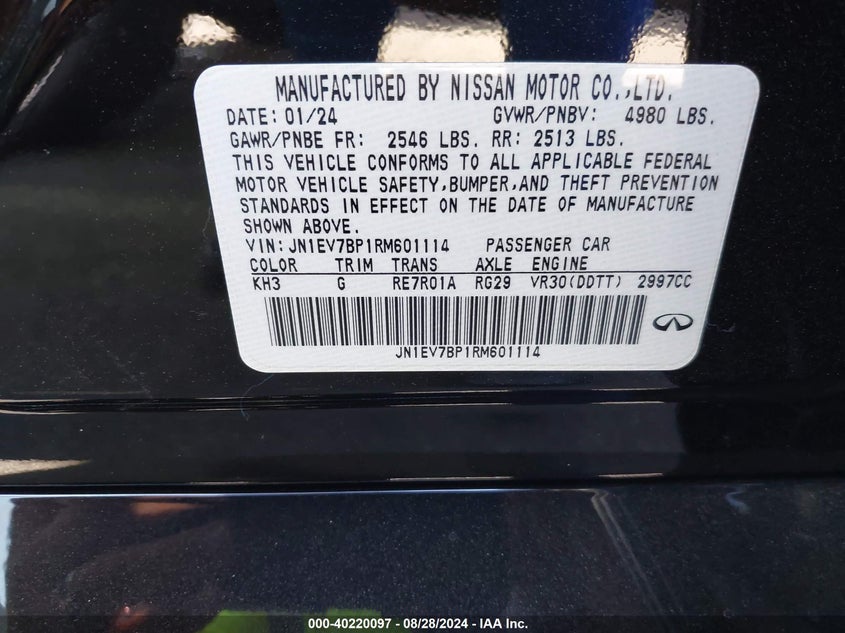 MANUFACTURED BY NISSAN MOTOR CO.,LTD.
DATE: 01/24 GVWR/PNBV: 4980 LBS.
GAWR/PNBE FR: 2546 LBS. RR: 2513 LBS.
THIS VEHICLE CONFORMS TO ALL APPLICABLE FEDERAL
MOTOR VEHICLE SAFETY,BUMPER,AND THEFT PREVENTION
STANDARDS IN EFFECT ON THE DATE OF MANUFACTURE
SHOWN ABOVE.
VIN:JN1EV7BP1RM601114 PASSENGER CAR
COLOR TRIM TRANS AXLE ENGINE
KH3 G RE7R01A RG29 VR30(DDTT) 2997CC
JN1EV7BP1RM601114
000-40220097 - 08/28/2024 - IAA Inc.